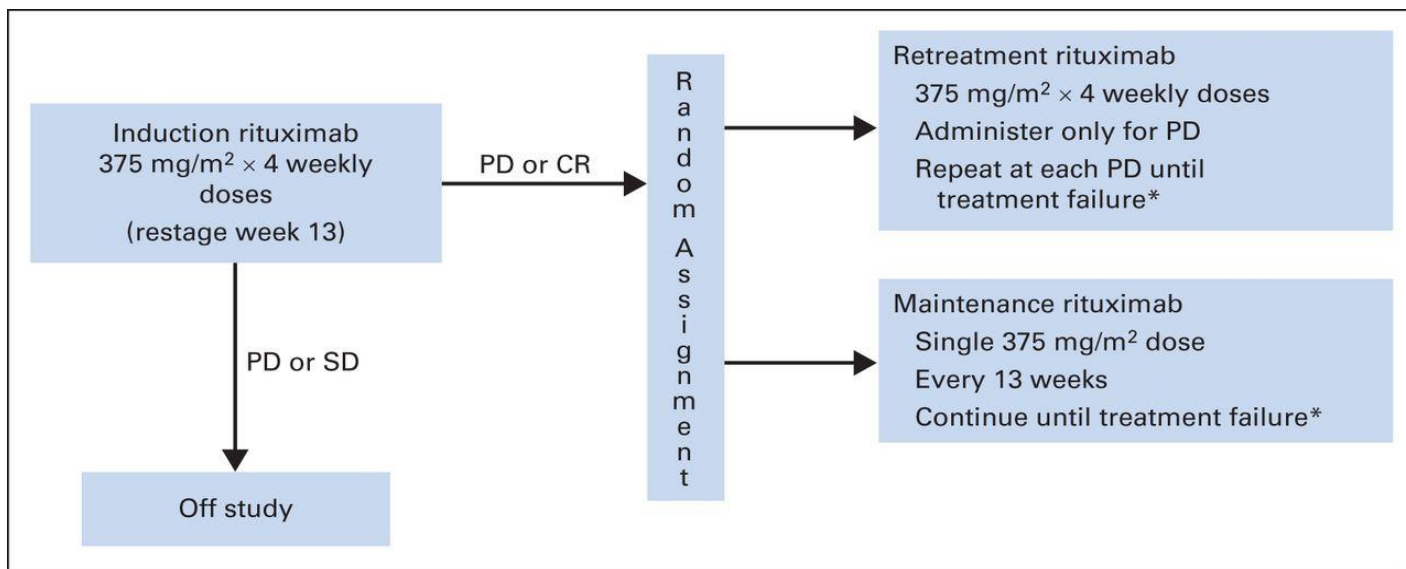 Induction rituximab
375 mg/m² × 4 weekly
doses
(restage week 13)
PD or CR
PD or SD
Off study
Random Assignment
Retreatment rituximab
375 mg/m² × 4 weekly doses
Administer only for PD
Repeat at each PD until
treatment failure*
Maintenance rituximab
Single 375 mg/m² dose
Every 13 weeks
Continue until treatment failure*